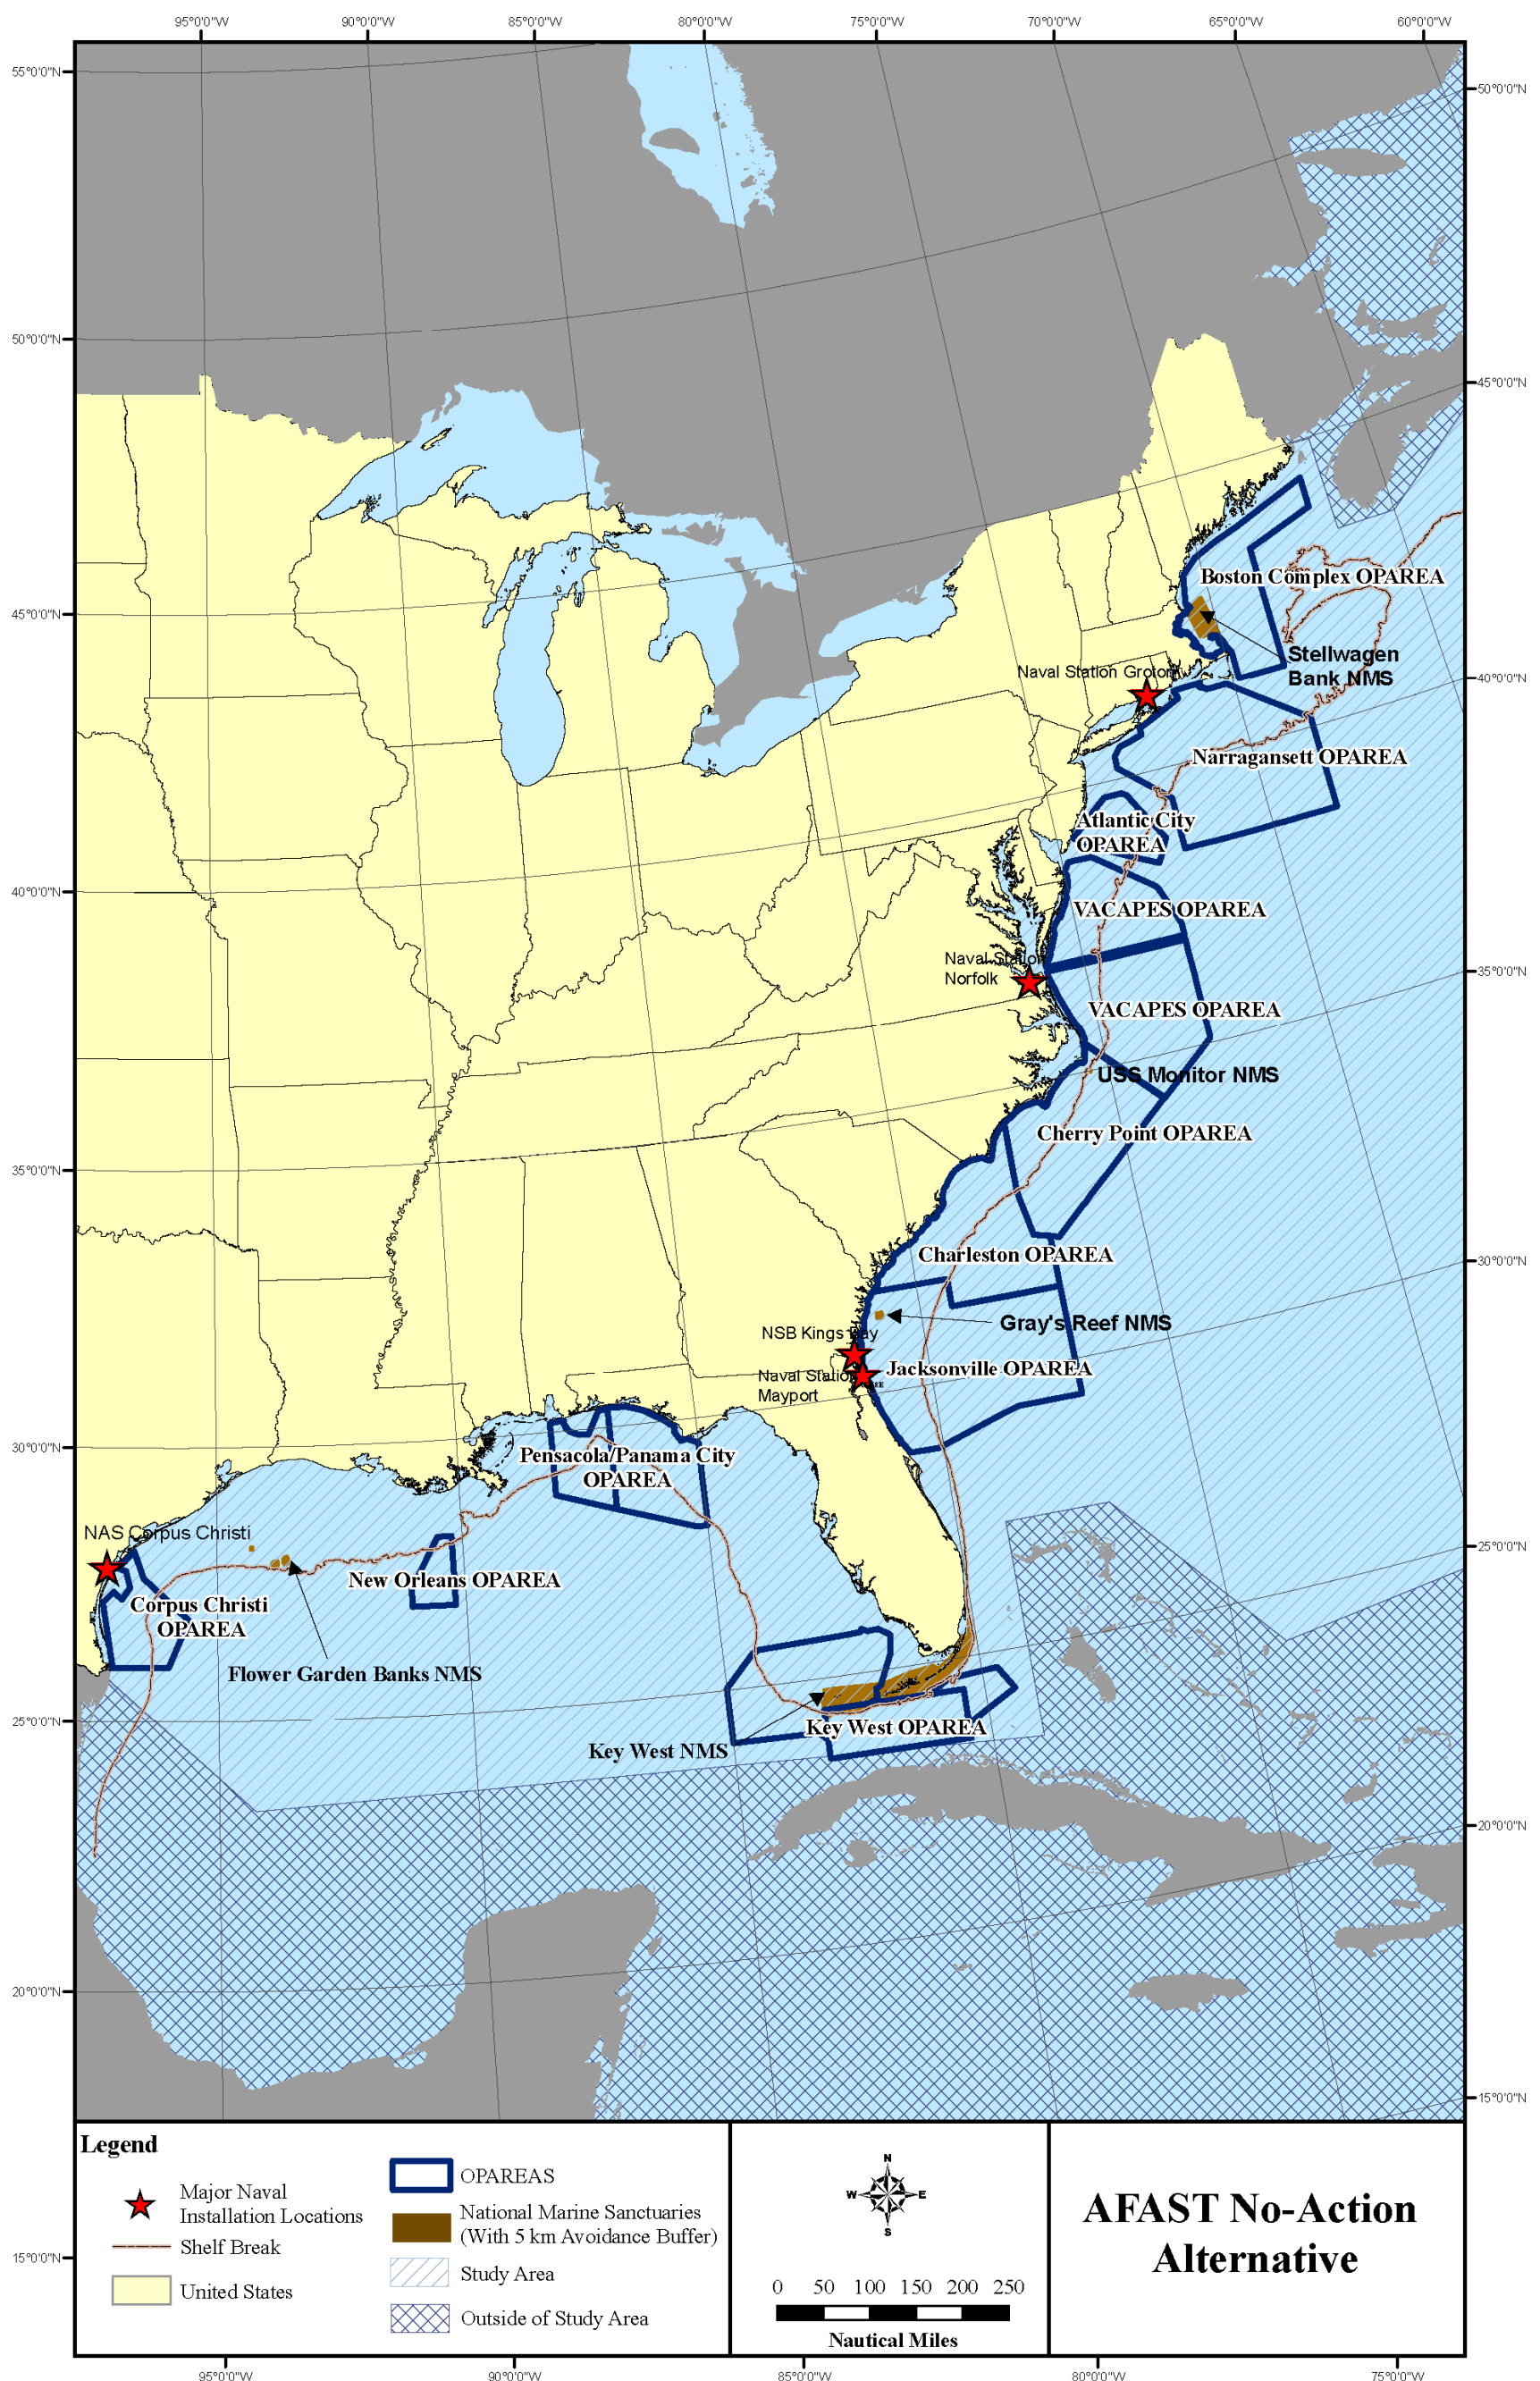 95°0'0"W 90°0'0"W 85°0'0"W 80°0'0"W 75°0'0"W 70°0'0"W 65°0'0"W 60°0'0"W
55°0'0"N
50°0'0"N
50°0'0"N
45°0'0"N
Boston Complex OPAREA
45°0'0"N
Stellwagen
Bank NMS
Naval Station Groton
40°0'0"N
Narragansett OPAREA
Atlantic City
OPAREA
40°0'0"N
VACAPES OPAREA
Naval Station
Norfolk
35°0'0"N
VACAPES OPAREA
USS Monitor NMS
Cherry Point OPAREA
35°0'0"N
Charleston OPAREA
30°0'0"N
Gray's Reef NMS
NSB Kings Bay
Jacksonville OPAREA
Naval Station
Mayport
30°0'0"N
Pensacola/Panama City
OPAREA
NAS Corpus Christi
25°0'0"N
New Orleans OPAREA
Corpus Christi
OPAREA
Flower Garden Banks NMS
25°0'0"N
Key West OPAREA
Key West NMS
20°0'0"N
20°0'0"N
15°0'0"N
Legend
Major Naval
Installation Locations
Shelf Break
United States
OPAREAS
National Marine Sanctuaries
(With 5 km Avoidance Buffer)
Study Area
Outside of Study Area
N
W E
S
0 50 100 150 200 250
Nautical Miles
AFAST No-Action
Alternative
15°0'0"N
95°0'0"W 90°0'0"W 85°0'0"W 80°0'0"W 75°0'0"W